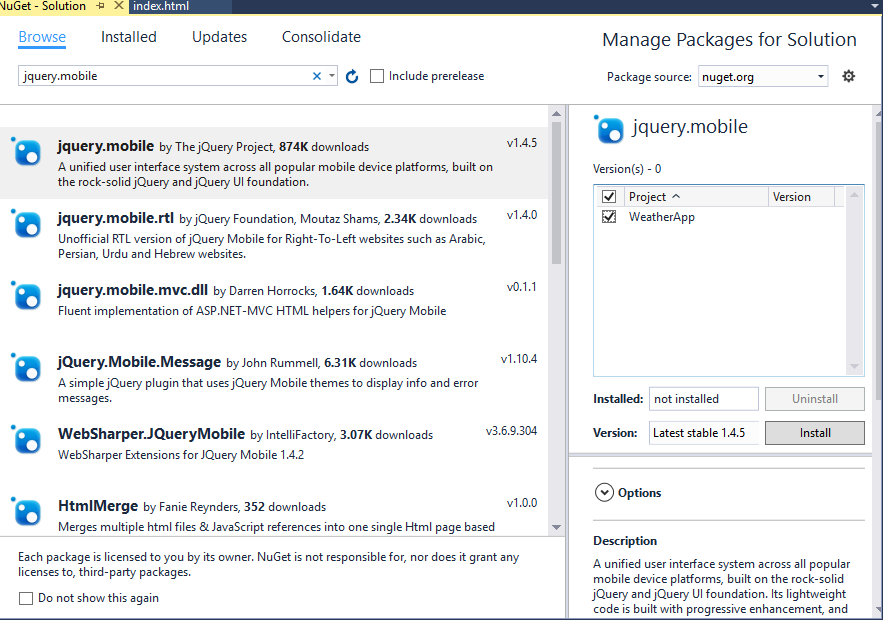 NuGet - Solution
index.html
Browse Installed Updates Consolidate
Manage Packages for Solution
jquery.mobile
Include prerelease
Package source: nuget.org
jquery.mobile by The jQuery Project, 874K downloads v1.4.5
A unified user interface system across all popular mobile device platforms, built on
the rock-solid jQuery and jQuery UI foundation.
jquery.mobile.rtl by jQuery Foundation, Moutaz Shams, 2.34K downloads v1.4.0
Unofficial RTL version of jQuery Mobile for Right-To-Left websites such as Arabic,
Persian, Urdu and Hebrew websites.
jquery.mobile.mvc.dll by Darren Horrocks, 1.64K downloads v0.1.1
Fluent implementation of ASP.NET-MVC HTML helpers for jQuery Mobile
jQuery.Mobile.Message by John Rummell, 6.31K downloads v1.10.4
A simple jQuery plugin that uses jQuery Mobile themes to display info and error
messages.
WebSharper.JQueryMobile by IntelliFactory, 3.07K downloads v3.6.9.304
WebSharper Extensions for JQuery Mobile 1.4.2
HtmlMerge by Fanie Reynders, 352 downloads v1.0.0
Merges multiple html files & JavaScript references into one single Html page based
Each package is licensed to you by its owner. NuGet is not responsible for, nor does it grant any
licenses to, third-party packages.
Do not show this again
jquery.mobile
Version(s) - 0
Project Version
WeatherApp
Installed: not installed Uninstall
Version: Latest stable 1.4.5 Install
Options
Description
A unified user interface system across all popular
mobile device platforms, built on the rock-solid
jQuery and jQuery UI foundation. Its lightweight
code is built with progressive enhancement, and